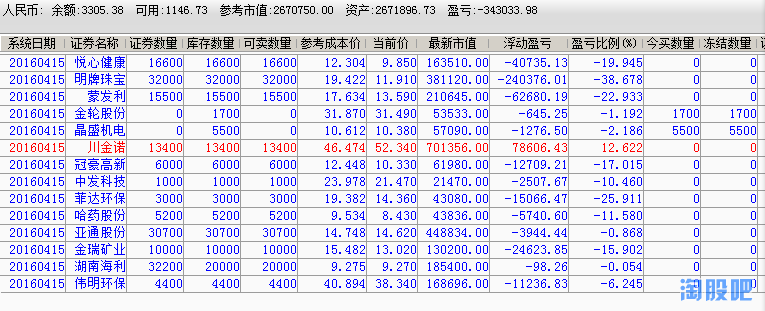 人民币: 余额:3305.38 可用:1146.73 参考市值:2670750.00 资产:2671896.73 盈亏:-343033.98
系统日期 证券名称 证券数量 库存数量 可卖数量 参考成本价 当前价 最新市值 浮动盈亏 盈亏比例(%) 今买数量 冻结数量
20160415 悦心健康 16600 16600 16600 12.304 9.850 163510.00 -40735.13 -19.945 0 0
20160415 明牌珠宝 32000 32000 32000 19.422 11.910 381120.00 -240376.01 -38.678 0 0
20160415 蒙发利 15500 15500 15500 17.634 13.590 210645.00 -62680.19 -22.933 0 0
20160415 金轮股份 0 1700 0 31.870 31.490 53533.00 -645.25 -1.192 1700 1700
20160415 晶盛机电 0 5500 0 10.612 10.380 57090.00 -1276.50 -2.186 5500 5500
20160415 川金诺 13400 13400 13400 46.474 52.340 701356.00 78606.43 12.622 0 0
20160415 冠豪高新 6000 6000 6000 12.448 10.330 61980.00 -12709.21 -17.015 0 0
20160415 中发科技 1000 1000 1000 23.978 21.470 21470.00 -2507.67 -10.460 0 0
20160415 菲达环保 3000 3000 3000 19.382 14.360 43080.00 -15066.47 -25.911 0 0
20160415 哈药股份 5200 5200 5200 9.534 8.430 43836.00 -5740.60 -11.580 0 0
20160415 亚通股份 30700 30700 30700 14.748 14.620 448834.00 -3944.44 -0.868 0 0
20160415 金瑞矿业 10000 10000 10000 15.482 13.020 130200.00 -24623.85 -15.902 0 0
20160415 湖南海利 32200 20000 20000 9.275 9.270 185400.00 -98.26 -0.054 0 0
20160415 伟明环保 4400 4400 4400 40.894 38.340 168696.00 -11236.83 -6.245 0 0
淘股吧